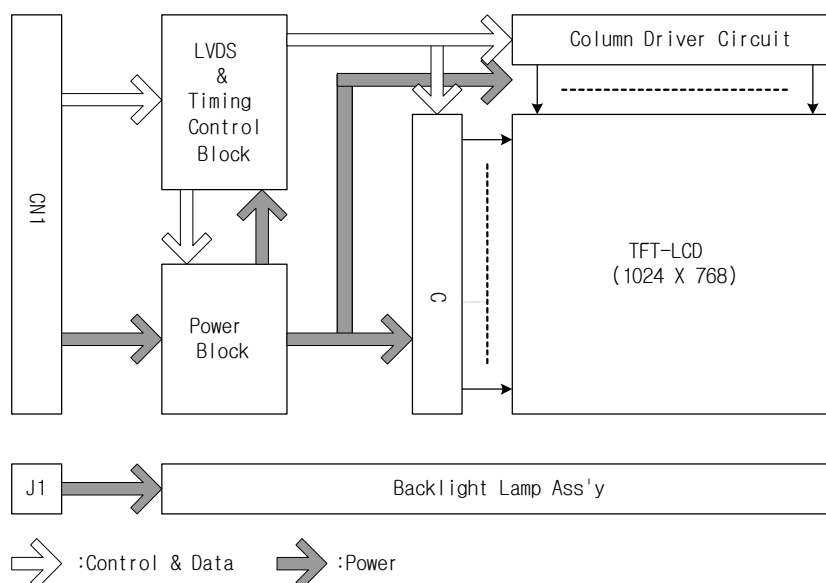 LVDS
&
Timing
Control
Block
Column Driver Circuit
CN1
TFT-LCD
(1024 X 768)
C
Power
Block
J1
Backlight Lamp Ass'y
:Control & Data
:Power